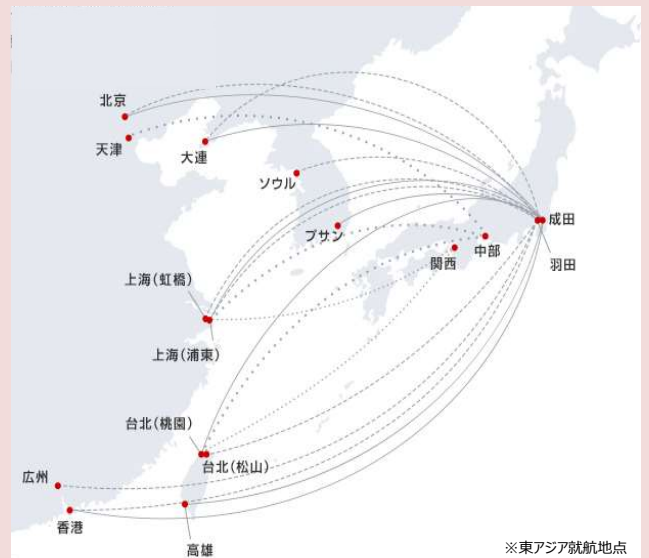 北京
天津
大連
ソウル
プサン
成田
中部
関西
羽田
上海(虹橋)
上海(浦東)
台北(桃園)
台北(松山)
広州
香港
高雄
※東アジア就航地点